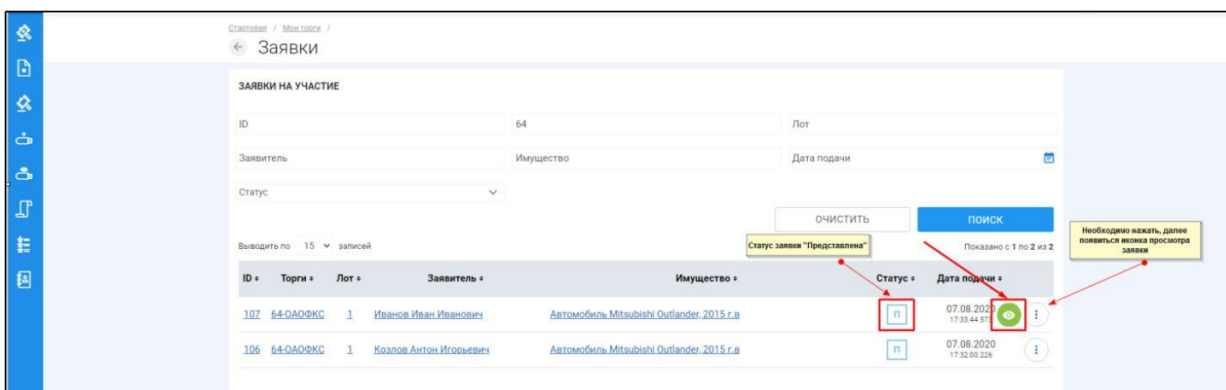 Стартовая / Мои торги /
Заявки
ЗАЯВКИ НА УЧАСТИЕ
ID 64 Лот
Заявитель Имущество Дата подачи
Статус
ОЧИСТИТЬ ПОИСК
Необходимо нажать, далее
появиться иконка просмотра
заявки
Выводить по 15 записей
Статус заявки "Представлена"
Показано с 1 по 2 из 2
ID Торги Лот Заявитель Имущество Статус Дата подачи
107 64-ОАОФКС 1 Иванов Иван Иванович Автомобиль Mitsubishi Outlander, 2015 г.в П 07.08.2020
17:33:44.573
106 64-ОАОФКС 1 Козлов Антон Игорьевич Автомобиль Mitsubishi Outlander, 2015 г.в П 07.08.2020
17:32:00.226